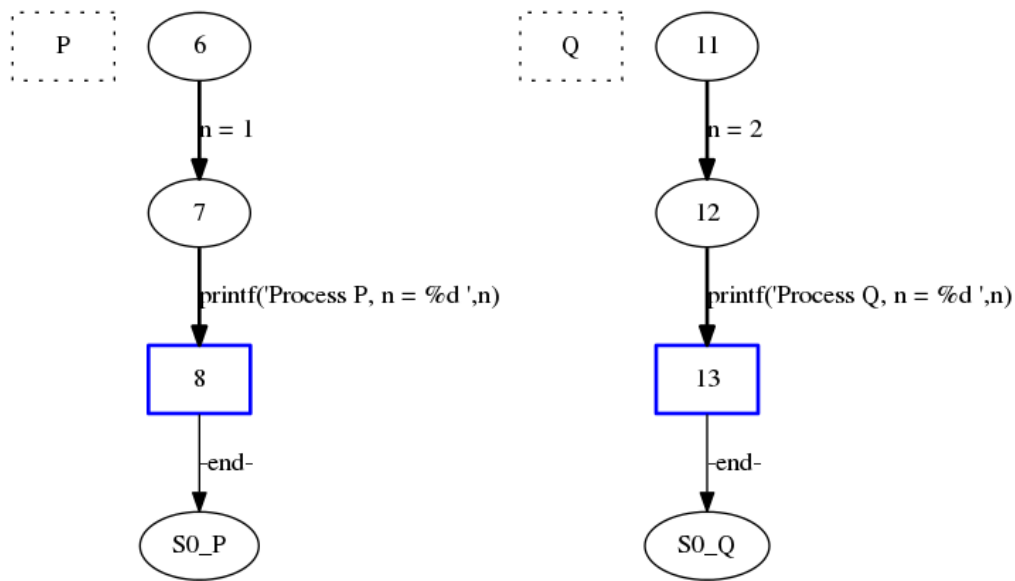 P
6
n = 1
7
printf('Process P, n = %d ',n)
8
-end-
S0_P
Q
11
n = 2
12
printf('Process Q, n = %d ',n)
13
-end-
S0_Q